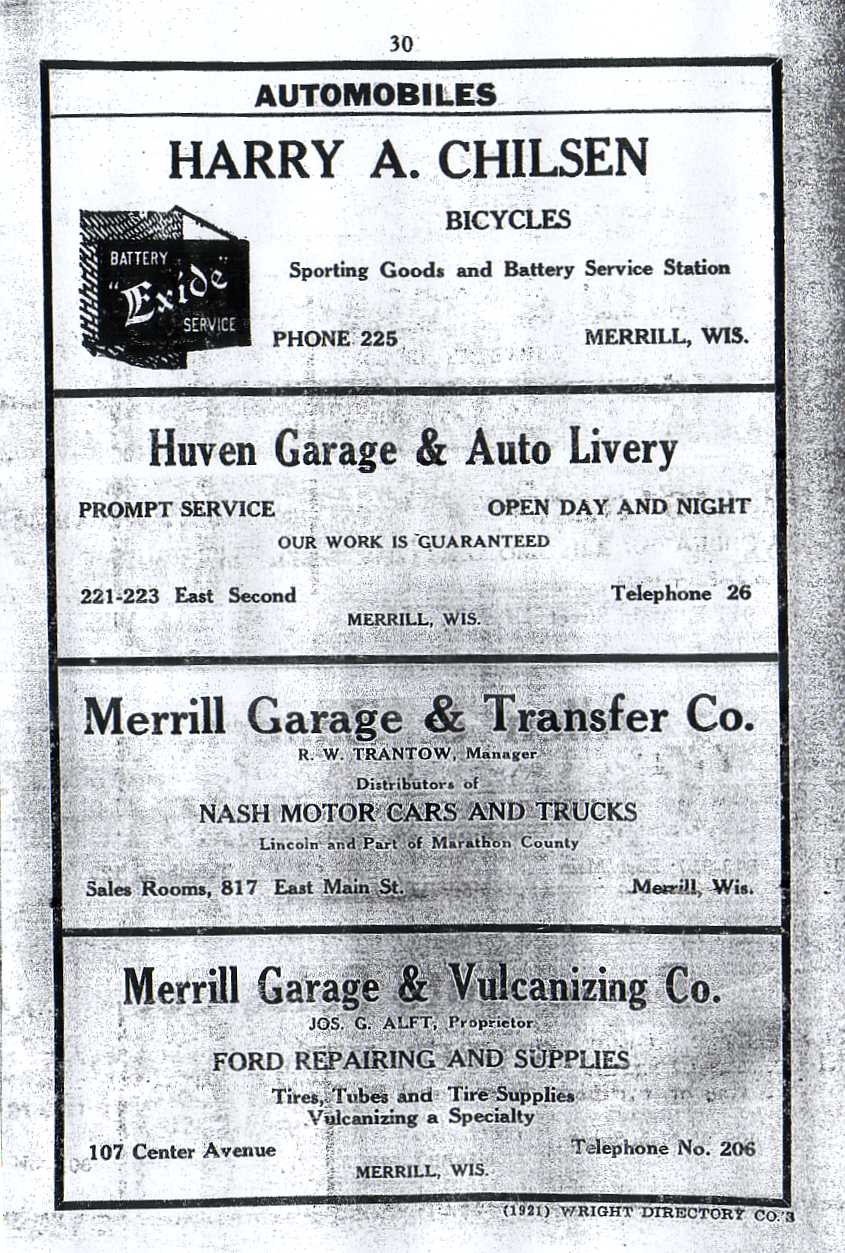 30
AUTOMOBILES
HARRY A. CHILSEN
BICYCLES
BATTERY
"Exide"
SERVICE
Sporting Goods and Battery Service Station
PHONE 225 MERRILL, WIS.
Huven Garage & Auto Livery
PROMPT SERVICE OPEN DAY AND NIGHT
OUR WORK IS GUARANTEED
221-223 East Second Telephone 26
MERRILL, WIS.
Merrill Garage & Transfer Co.
R. W. TRANTOW, Manager
Distributors of
NASH MOTOR CARS AND TRUCKS
Lincoln and Part of Marathon County
Sales Rooms, 817 East Main St. Merrill, Wis.
Merrill Garage & Vulcanizing Co.
JOS. G. ALFT, Proprietor
FORD REPAIRING AND SUPPLIES
Tires, Tubes and Tire Supplies
Vulcanizing a Specialty
107 Center Avenue Telephone No. 206
MERRILL, WIS.
(1921) WRIGHT DIRECTORY CO. 3